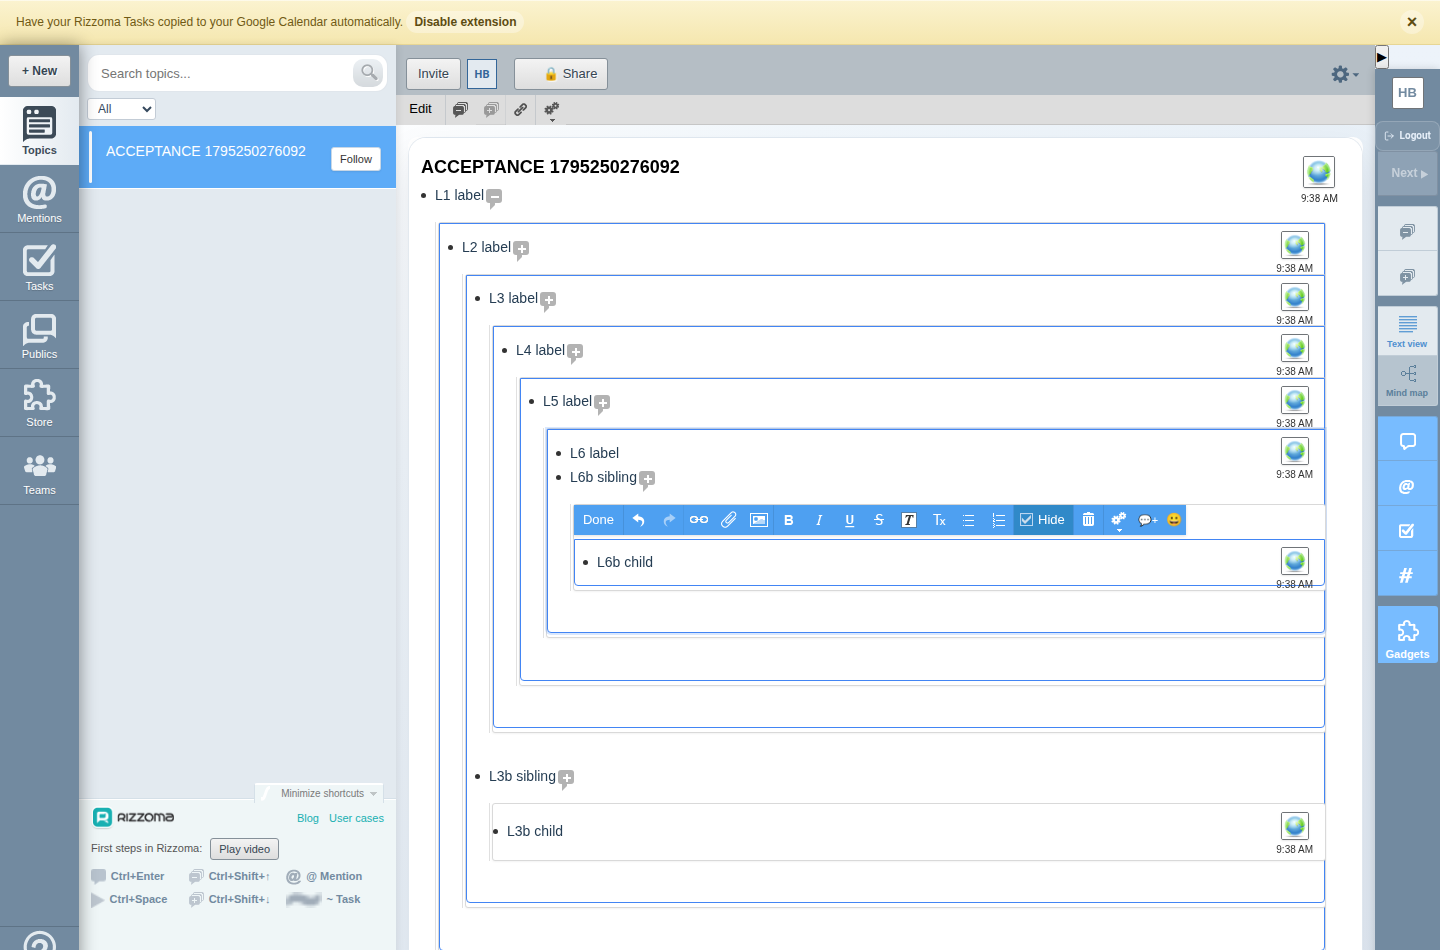 Have your Rizzoma Tasks copied to your Google Calendar automatically. Disable extension ×
+ New
Topics
Mentions
Tasks
Publics
Store
Teams
Search topics...
All
ACCEPTANCE 1795250276092
Follow
Minimize shortcuts
RIZZOMA
Blog User cases
First steps in Rizzoma: Play video
Ctrl+Enter Ctrl+Shift+↑ @ Mention
Ctrl+Space Ctrl+Shift+↓ ~ Task
Invite HB Share
Edit
ACCEPTANCE 1795250276092
9:38 AM
L1 label
L2 label
9:38 AM
L3 label
9:38 AM
L4 label
9:38 AM
L5 label
9:38 AM
L6 label
9:38 AM
L6b sibling
Done B I U S T Tx Hide
L6b child
9:38 AM
L3b sibling
L3b child
9:38 AM
HB
Logout
Next ▶
Text view
Mind map
@
#
Gadgets